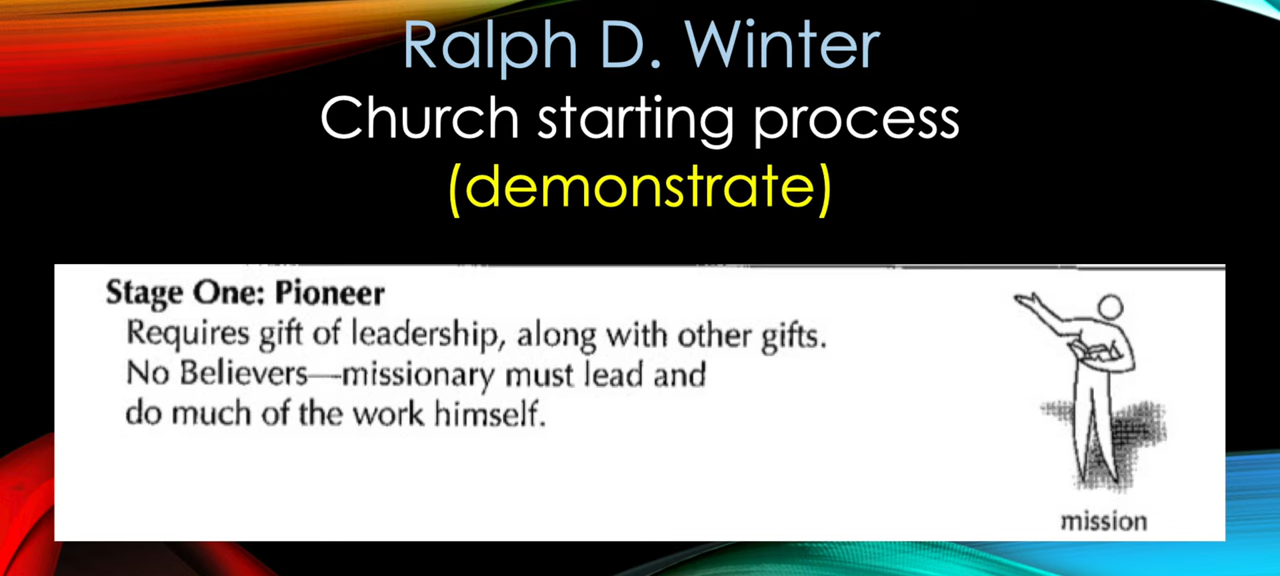 Ralph D. Winter
Church starting process
(demonstrate)
Stage One: Pioneer
Requires gift of leadership, along with other gifts.
No Believers—missionary must lead and
do much of the work himself.
mission